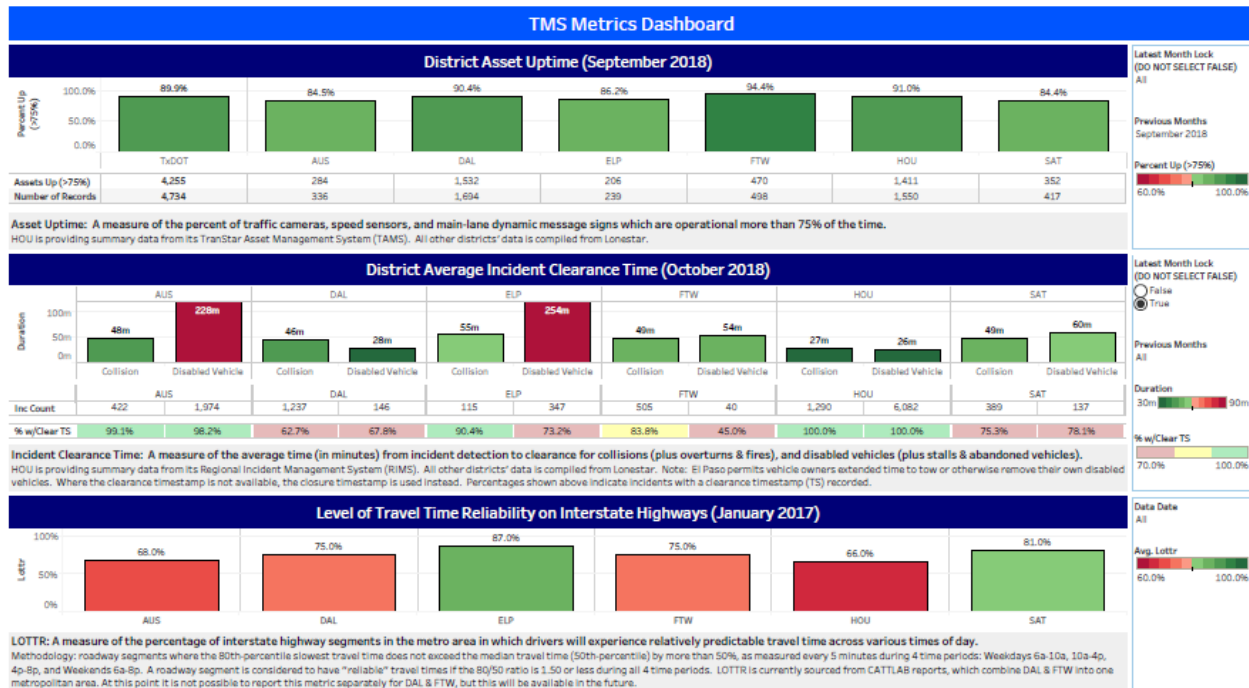 TMS Metrics Dashboard
District Asset Uptime (September 2018)
Percent Up (>75%)
100.0%
50.0%
0.0%
89.9% 84.5% 90.4% 86.2% 94.4% 91.0% 84.4%
TxDOT AUS DAL ELP FTW HOU SAT
Assets Up (>75%) 4,255 284 1,532 206 470 1,411 352
Number of Records 4,734 336 1,694 239 498 1,550 417
Asset Uptime: A measure of the percent of traffic cameras, speed sensors, and main-lane dynamic message signs which are operational more than 75% of the time.
HOU is providing summary data from its TranStar Asset Management System (TAMS). All other districts' data is compiled from Lonestar.
Latest Month Lock
(DO NOT SELECT FALSE)
All
Previous Months
September 2018
Percent Up (>75%)
60.0% 100.0%
District Average Incident Clearance Time (October 2018)
AUS DAL ELP FTW HOU SAT
Duration
100m
50m
0m
48m 228m 46m 28m 55m 254m 49m 54m 27m 26m 49m 60m
Collision Disabled Vehicle Collision Disabled Vehicle Collision Disabled Vehicle Collision Disabled Vehicle Collision Disabled Vehicle Collision Disabled Vehicle
AUS DAL ELP FTW HOU SAT
Inc Count 422 1,974 1,237 146 115 347 505 40 1,290 6,082 389 137
% w/Clear TS 99.1% 98.2% 62.7% 67.8% 90.4% 73.2% 83.8% 45.0% 100.0% 100.0% 75.3% 78.1%
Incident Clearance Time: A measure of the average time (in minutes) from incident detection to clearance for collisions (plus overturns & fires), and disabled vehicles (plus stalls & abandoned vehicles).
HOU is providing summary data from its Regional Incident Management System (RIMS). All other districts' data is compiled from Lonestar. Note: El Paso permits vehicle owners extended time to tow or otherwise remove their own disabled
vehicles. Where the clearance timestamp is not available, the closure timestamp is used instead. Percentages shown above indicate incidents with a clearance timestamp (TS) recorded.
Latest Month Lock
(DO NOT SELECT FALSE)
False
True
Previous Months
All
Duration
30m 90m
% w/Clear TS
70.0% 100.0%
Level of Travel Time Reliability on Interstate Highways (January 2017)
Lottr
100%
50%
0%
68.0% 75.0% 87.0% 75.0% 66.0% 81.0%
AUS DAL ELP FTW HOU SAT
LOTTR: A measure of the percentage of interstate highway segments in the metro area in which drivers will experience relatively predictable travel time across various times of day.
Methodology: roadway segments where the 80th-percentile slowest travel time does not exceed the median travel time (50th-percentile) by more than 50%, as measured every 5 minutes during 4 time periods: Weekdays 6a-10a, 10a-4p,
4p-8p, and Weekends 6a-8p. A roadway segment is considered to have "reliable" travel times if the 80/50 ratio is 1.50 or less during all 4 time periods. LOTTR is currently sourced from CATTLAB reports, which combine DAL & FTW into one
metropolitan area. At this point it is not possible to report this metric separately for DAL & FTW, but this will be available in the future.
Data Date
All
Avg. Lottr
60.0% 100.0%